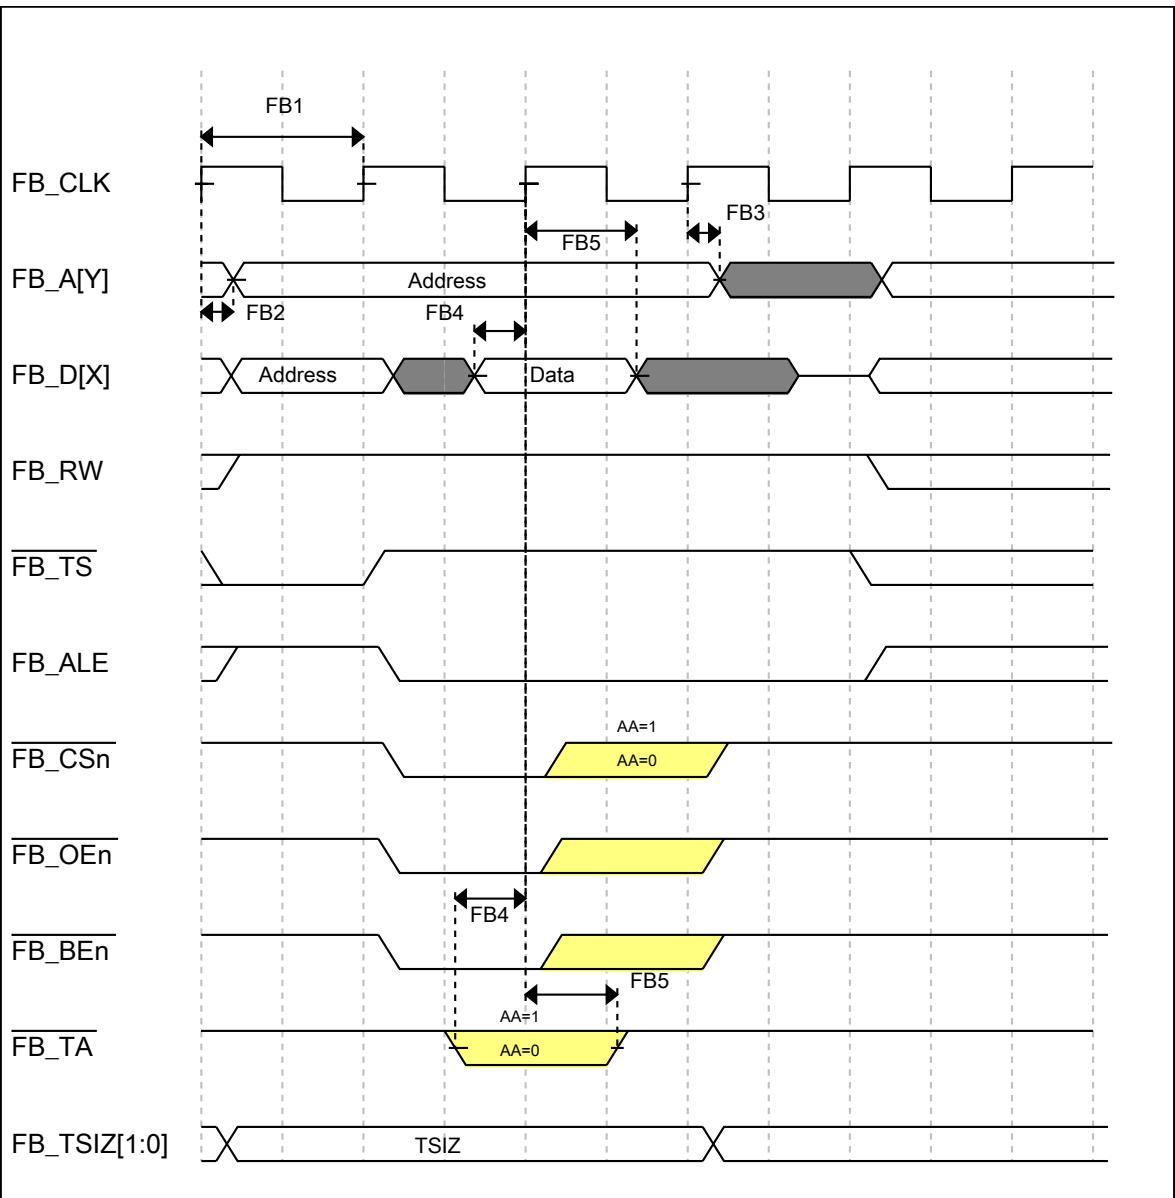 FB1
FB_CLK
FB3
FB5
FB_A[Y]
Address
FB2
FB4
FB_D[X]
Address
Data
FB_RW
FB_TS
FB_ALE
AA=1
FB_CSn
AA=0
FB_OEn
FB4
FB_BEn
FB5
AA=1
FB_TA
AA=0
FB_TSIZ[1:0]
TSIZ